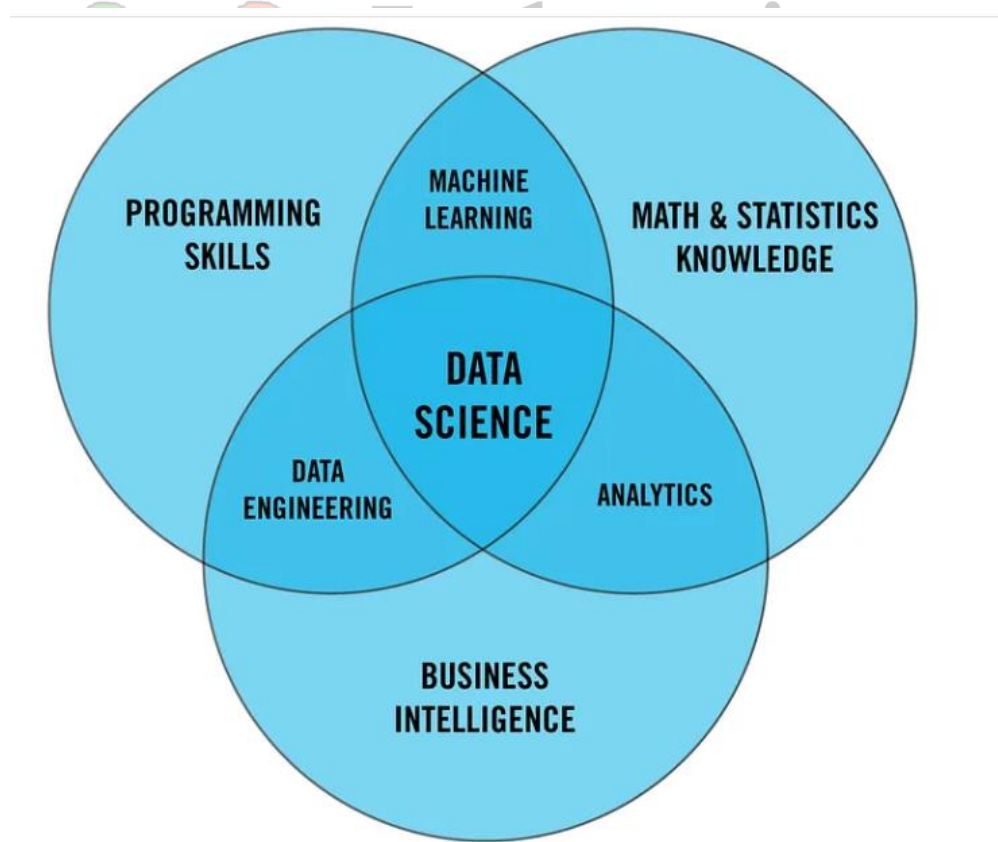 MACHINE
LEARNING
PROGRAMMING
SKILLS
MATH & STATISTICS
KNOWLEDGE
DATA
SCIENCE
DATA
ENGINEERING
ANALYTICS
BUSINESS
INTELLIGENCE